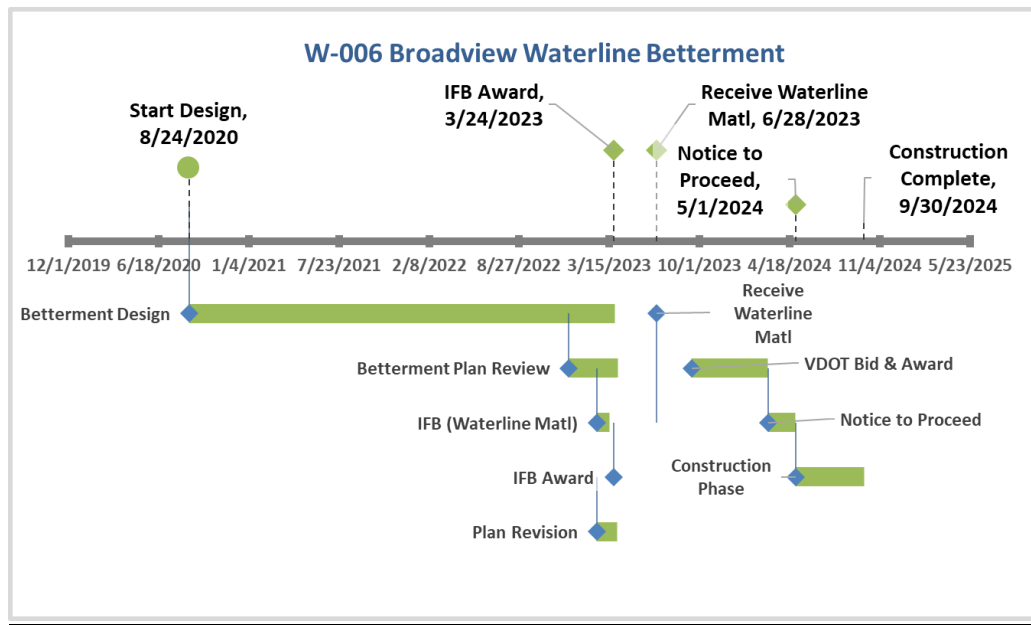 W-006 Broadview Waterline Betterment
Start Design,
8/24/2020
IFB Award,
3/24/2023
Receive Waterline
Matl, 6/28/2023
Notice to
Proceed,
5/1/2024
Construction
Complete,
9/30/2024
12/1/2019 6/18/2020 1/4/2021 7/23/2021 2/8/2022 8/27/2022 3/15/2023 10/1/2023 4/18/2024 11/4/2024 5/23/2025
Betterment Design
Receive
Waterline
Matl
Betterment Plan Review
VDOT Bid & Award
IFB (Waterline Matl)
Notice to Proceed
IFB Award
Construction
Phase
Plan Revision